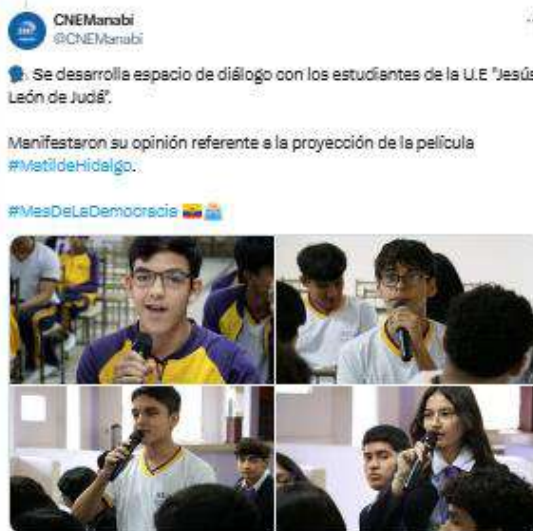 CNEManabí
@CNEManabi
Se desarrolla espacio de diálogo con los estudiantes de la U.E "Jesús
León de Judá".
Manifestaron su opinión referente a la proyección de la película
#MatildeHidalgo.
#MesDeLaDemocracia